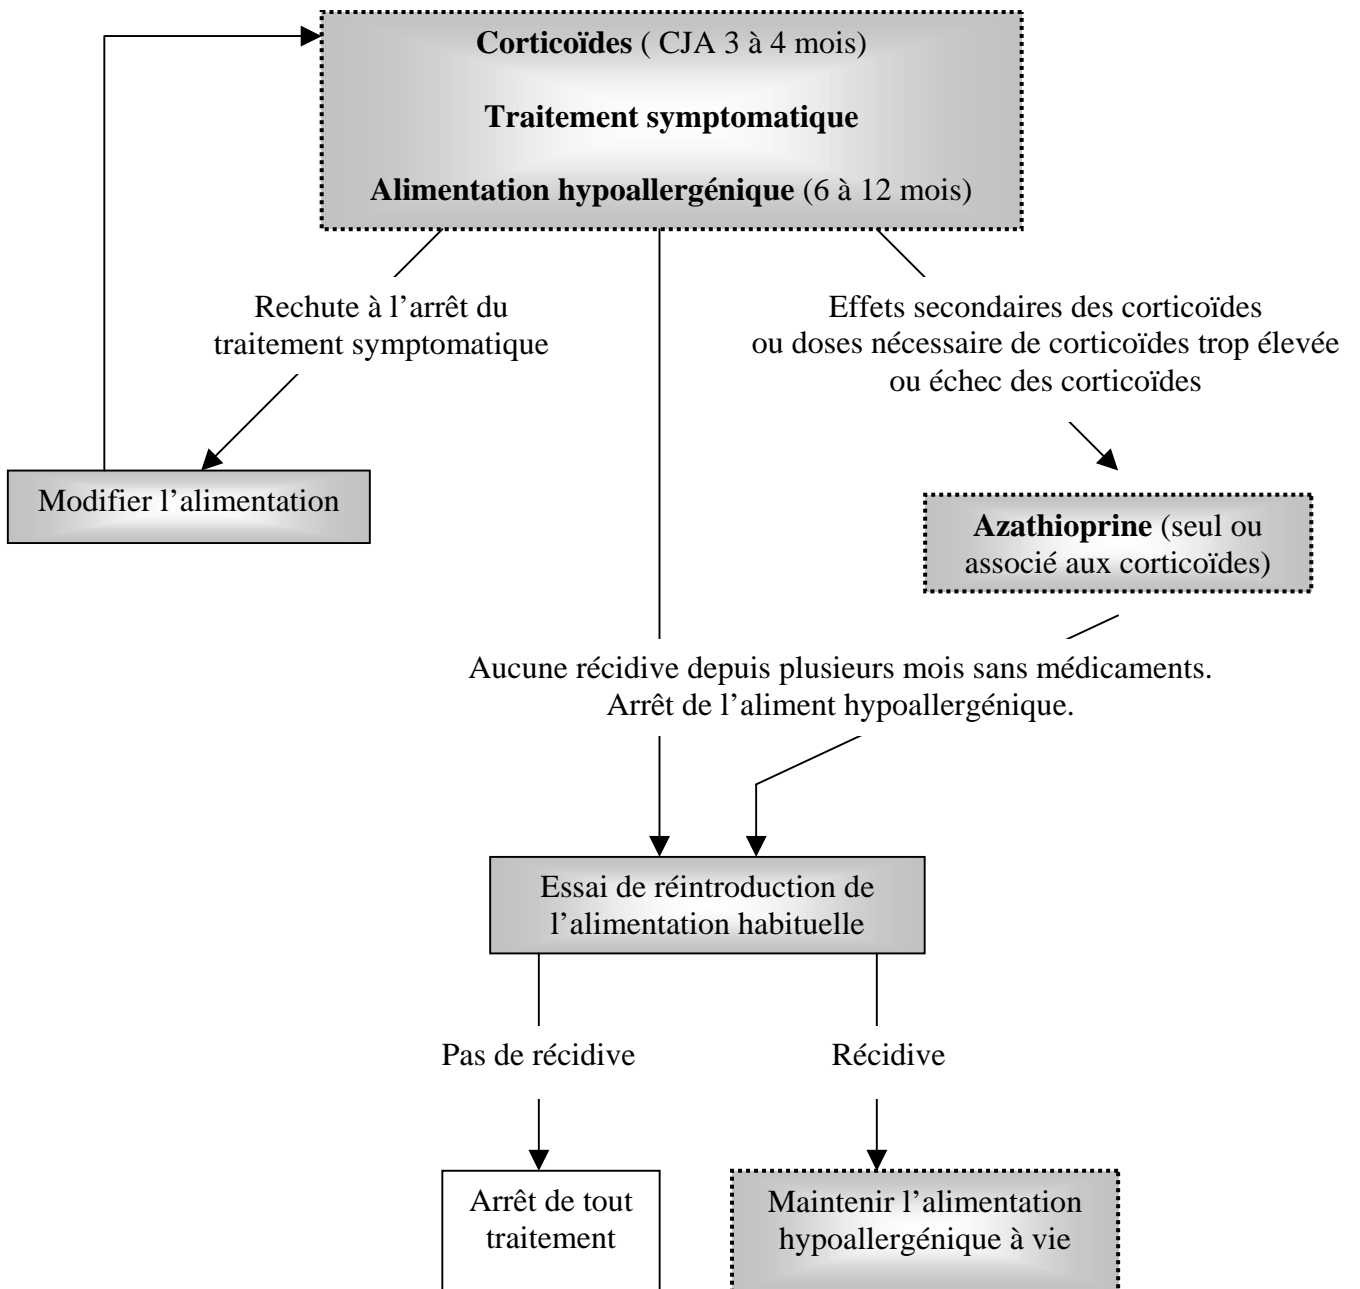 Corticoïdes ( CJA 3 à 4 mois)
Traitement symptomatique
Alimentation hypoallergénique (6 à 12 mois)
Rechute à l’arrêt du
traitement symptomatique
Effets secondaires des corticoïdes
ou doses nécessaire de corticoïdes trop élevée
ou échec des corticoïdes
Modifier l’alimentation
Azathioprine (seul ou
associé aux corticoïdes)
Aucune récidive depuis plusieurs mois sans médicaments.
Arrêt de l’aliment hypoallergénique.
Essai de réintroduction de
l’alimentation habituelle
Pas de récidive
Récidive
Arrêt de tout
traitement
Maintenir l’alimentation
hypoallergénique à vie